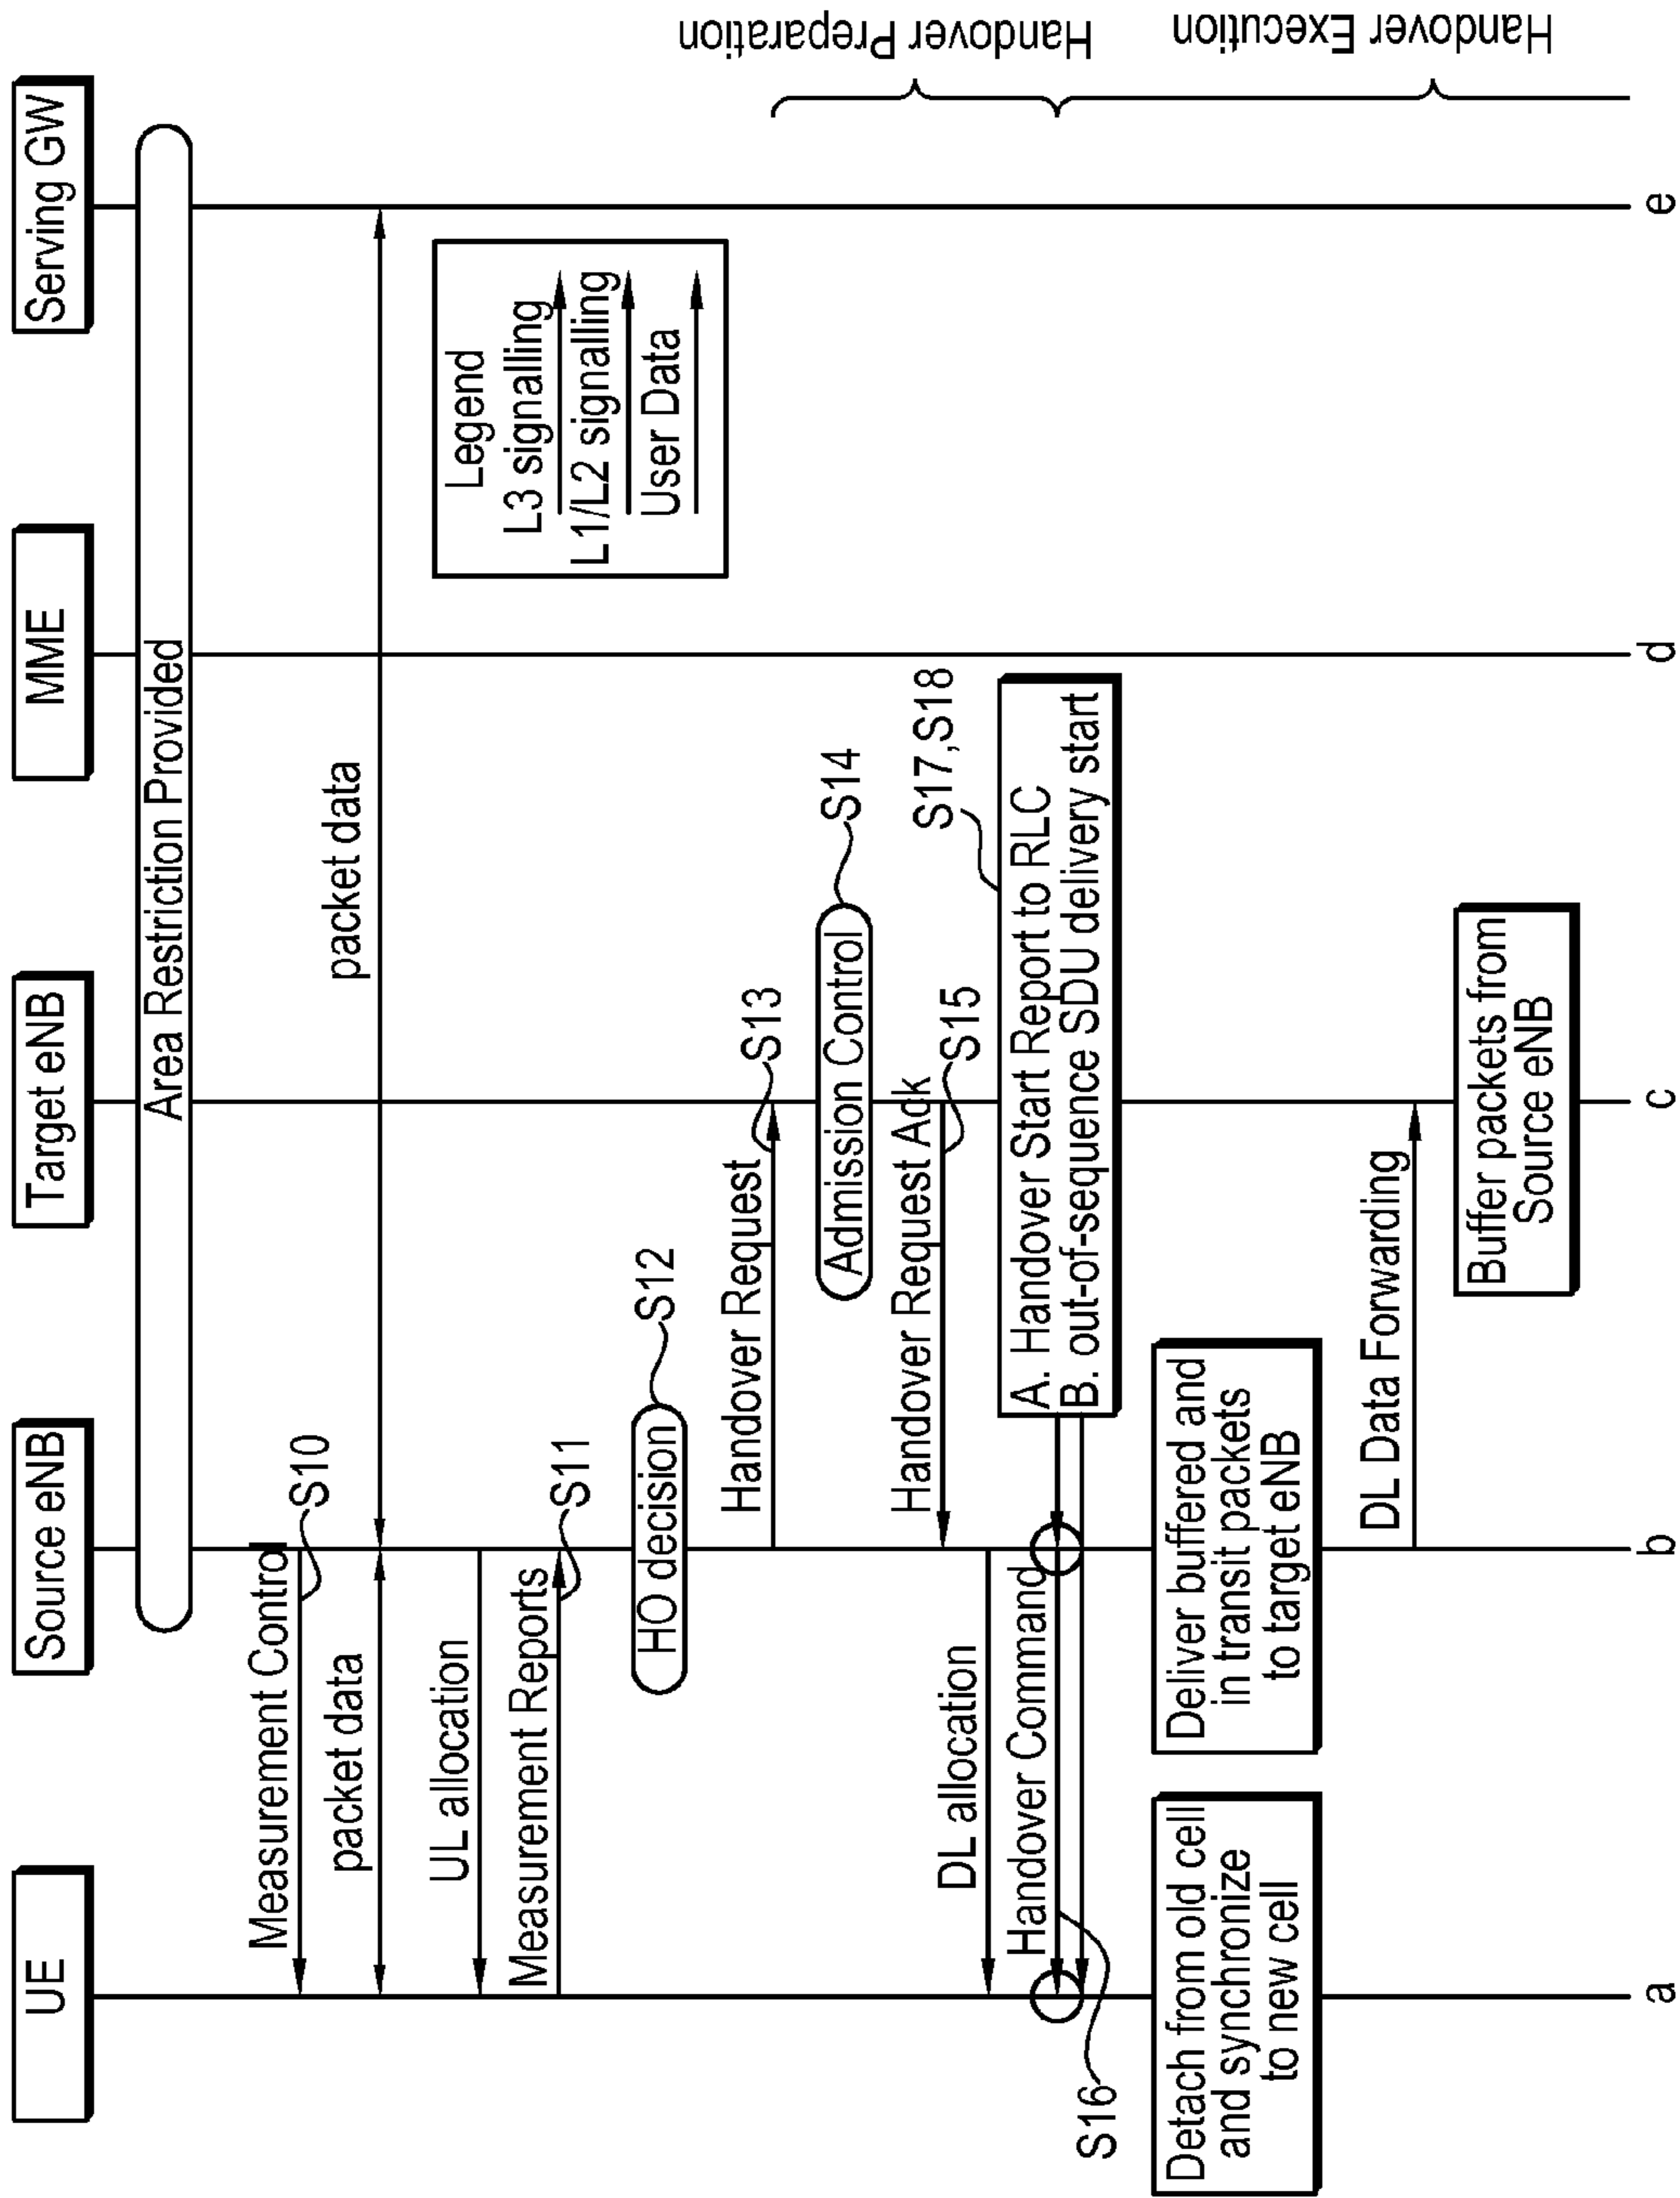 UE
Source eNB
Target eNB
MME
Serving GW
Area Restriction Provided
Measurement Control
S10
packet data
packet data
UL allocation
Legend
L3 signalling
L1/L2 signalling
User Data
Measurement Reports
S11
HO decision
S12
Handover Request
S13
Handover Preparation
Admission Control
S14
Handover Request Ack
S15
DL allocation
S17,S18
Handover Command
S16
A. Handover Start Report to RLC
B. out-of-sequence SDU delivery start
Detach from old cell
and synchronize
to new cell
Deliver buffered and
in transit packets
to target eNB
Handover Execution
DL Data Forwarding
Buffer packets from
Source eNB
a
b
c
d
e